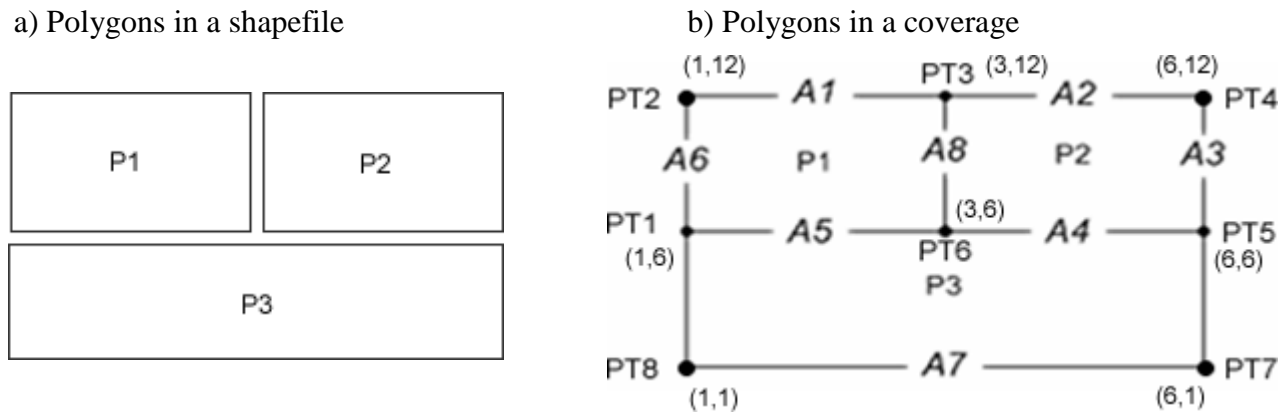 a) Polygons in a shapefile
P1
P2
P3
b) Polygons in a coverage
(1,12) PT3 (3,12) (6,12)
PT2 A1 A2 PT4
A6 P1 A8 P2 A3
(3,6)
PT1 A5 A4 PT5
(1,6) PT6 (6,6)
P3
PT8 A7 PT7
(1,1) (6,1)